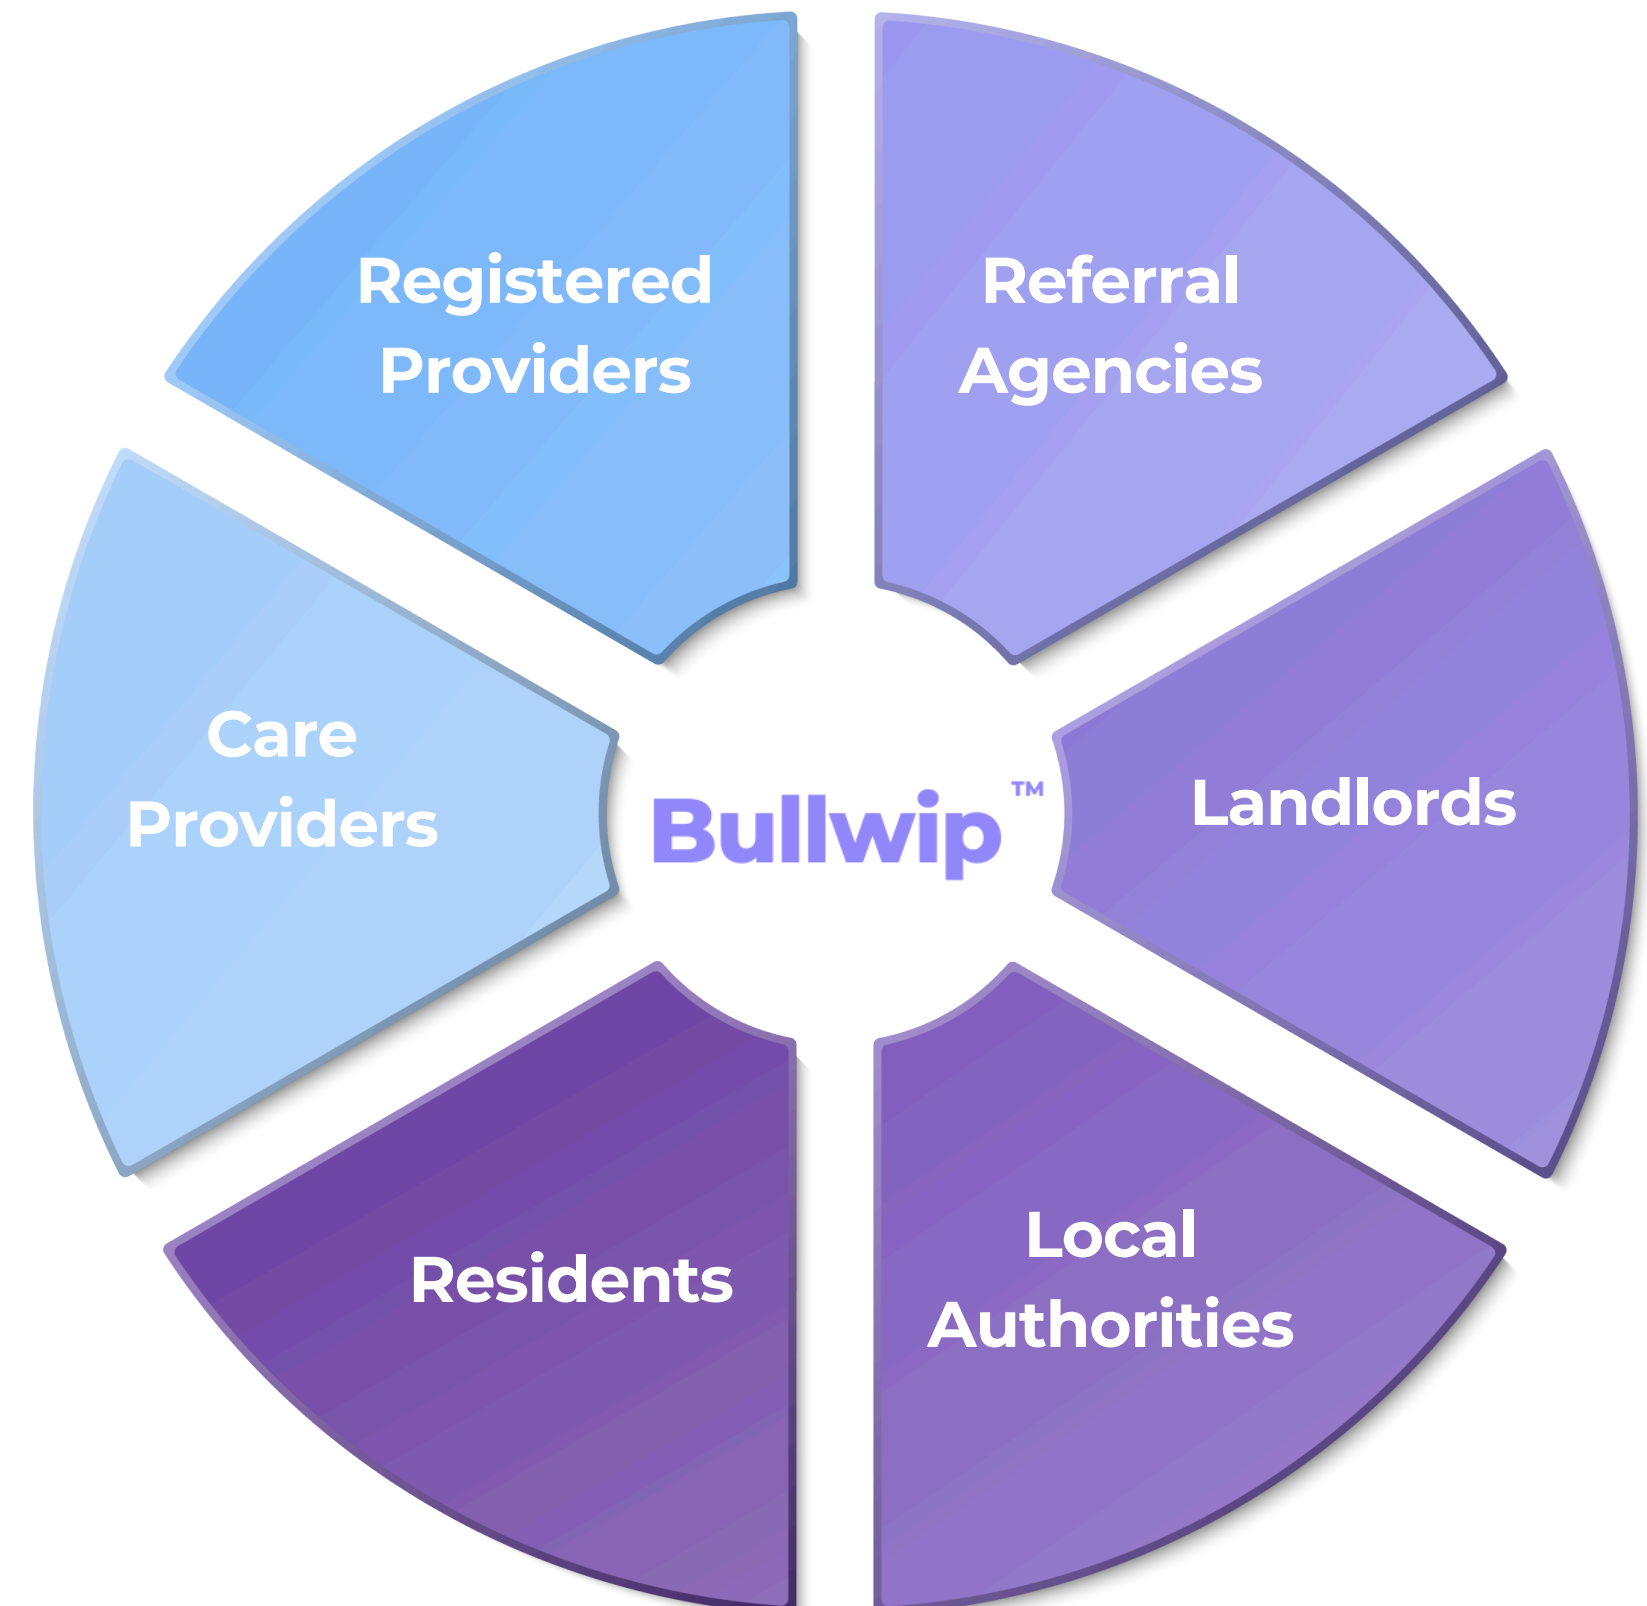 Registered
Providers
Referral
Agencies
Care
Providers
Bullwip™
Landlords
Residents
Local
Authorities